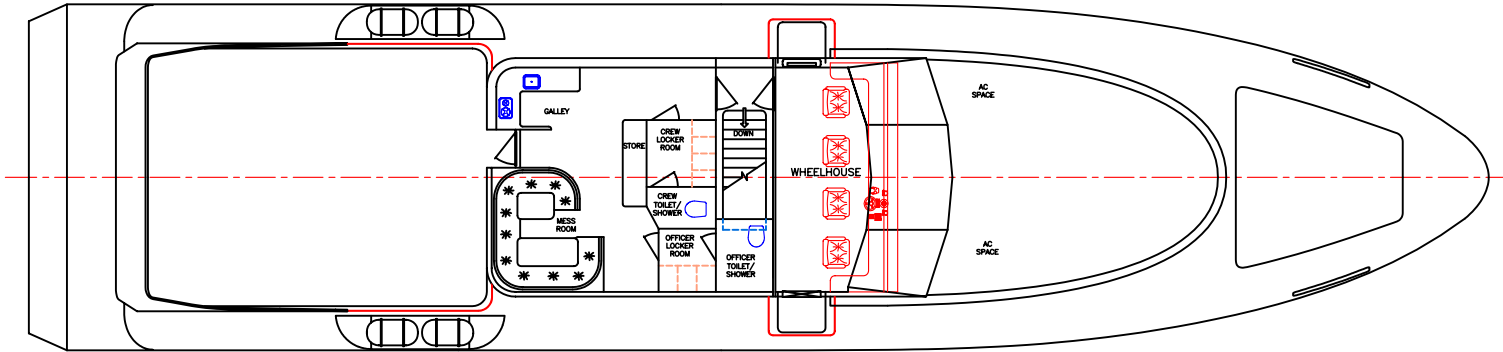 GALLEY
STORE
CREW
LOCKER
ROOM
CREW
TOILET/
SHOWER
MESS
ROOM
OFFICER
LOCKER
ROOM
DOWN
OFFICER
TOILET/
SHOWER
WHEELHOUSE
AC
SPACE
AC
SPACE